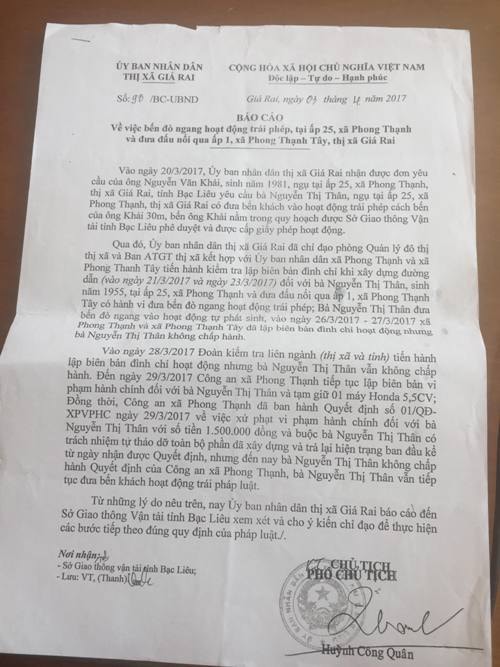 ỦY BAN NHÂN DÂN
THỊ XÃ GIÁ RAI
CỘNG HÒA XÃ HỘI CHỦ NGHĨA VIỆT NAM
Độc lập – Tự do – Hạnh phúc
Số: 90 /BC-UBND
Giá Rai, ngày 03 tháng 4 năm 2017
BÁO CÁO
Về việc bến đò ngang hoạt động trái phép, tại ấp 25, xã Phong Thạnh
và đưa đấu nối qua ấp 1, xã Phong Thạnh Tây, thị xã Giá Rai
Vào ngày 20/3/2017, Ủy ban nhân dân thị xã Giá Rai nhận được đơn yêu
cầu của ông Nguyễn Văn Khải, sinh năm 1981, ngụ tại ấp 25, xã Phong Thạnh,
thị xã Giá Rai, tỉnh Bạc Liêu yêu cầu bà Nguyễn Thị Thân, ngụ tại ấp 25, xã
Phong Thạnh, thị xã Giá Rai có đưa bến khách vào hoạt động trái phép cách bến
của ông Khải 30m, bến ông Khải nằm trong quy hoạch được Sở Giao thông Vận
tải tỉnh Bạc Liêu phê duyệt và được cấp giấy phép hoạt động.
Qua đó, Ủy ban nhân dân thị xã Giá Rai đã chỉ đạo phòng Quản lý đô thị
thị xã và Ban ATGT thị xã kết hợp với Ủy ban nhân dân xã Phong Thạnh và xã
Phong Thạnh Tây tiến hành kiểm tra lập biên bản đình chỉ khi xây dựng đường
dẫn (vào ngày 21/3/2017 và ngày 23/3/2017) đối với bà Nguyễn Thị Thân, sinh
năm 1955, tại ấp 25, xã Phong Thạnh và đưa đấu nối qua ấp 1, xã Phong Thạnh
Tây có hành vi đưa bến đò ngang hoạt động trái phép; Bà Nguyễn Thị Thân đưa
bến đò ngang vào hoạt động tự phát sinh, vào ngày 26/3/2017 - 27/3/2017 xã
Phong Thạnh và xã Phong Thạnh Tây đã lập biên bản đình chỉ hoạt động nhưng
bà Nguyễn Thị Thân không chấp hành.
Vào ngày 28/3/2017 Đoàn kiểm tra liên ngành (thị xã và tỉnh) tiến hành
lập biên bản đình chỉ hoạt động nhưng bà Nguyễn Thị Thân vẫn không chấp
hành. Đến ngày 29/3/2017 Công an xã Phong Thạnh tiếp tục lập biên bản vi
phạm hành chính đối với bà Nguyễn Thị Thân và tạm giữ 01 máy Honda 5,5CV;
Đồng thời, Công an xã Phong Thạnh đã ban hành Quyết định số 01/QĐ-
XPVPHC ngày 29/3/2017 về việc xử phạt vi phạm hành chính đối với bà
Nguyễn Thị Thân với số tiền 1.500.000 đồng và buộc bà Nguyễn Thị Thân có
trách nhiệm tự tháo dỡ toàn bộ phần đã xây dựng và trả lại hiện trạng ban đầu kể
từ ngày nhận được Quyết định, nhưng đến nay bà Nguyễn Thị Thân không chấp
hành Quyết định của Công an xã Phong Thạnh, bà Nguyễn Thị Thân vẫn tiếp
tục đưa bến khách hoạt động trái pháp luật.
Từ những lý do nêu trên, nay Ủy ban nhân dân thị xã Giá Rai báo cáo đến
Sở Giao thông Vận tải tỉnh Bạc Liêu xem xét và cho ý kiến chỉ đạo để thực hiện
các bước tiếp theo đúng quy định của pháp luật./.
Nơi nhận:
- Sở Giao thông vận tải tỉnh Bạc Liêu;
- Lưu: VT, (Thanh)
KT. CHỦ TỊCH
PHÓ CHỦ TỊCH
Huỳnh Công Quân